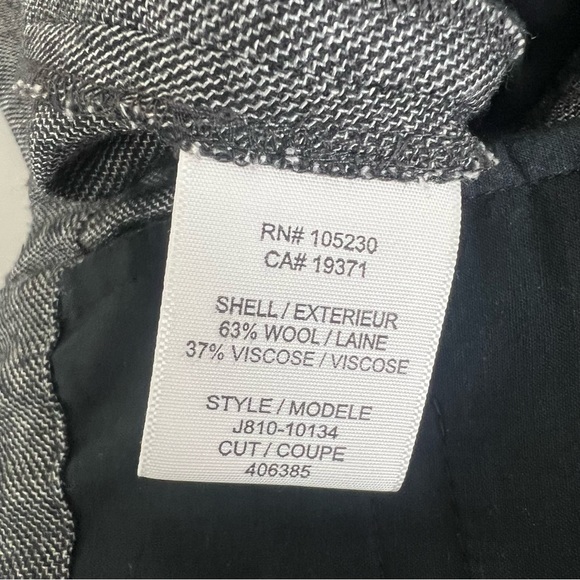 RN# 105230
CA# 19371
SHELL / EXTERIEUR
63% WOOL / LAINE
37% VISCOSE / VISCOSE
STYLE / MODELE
J810-10134
CUT / COUPE
406385